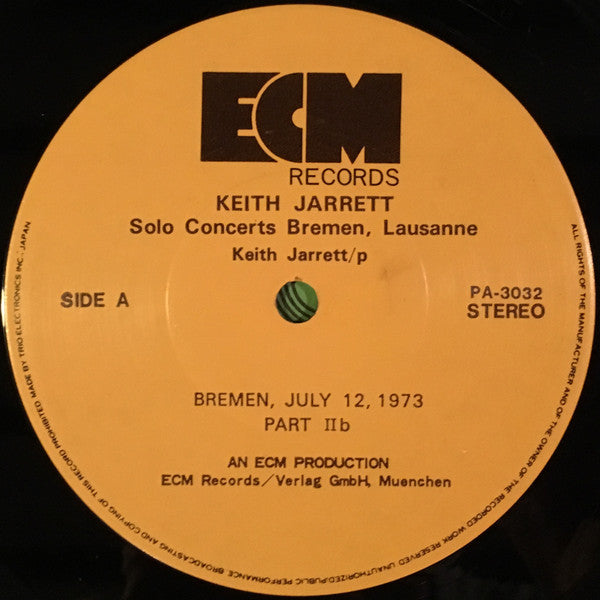 ECM
RECORDS
KEITH JARRETT
Solo Concerts Bremen, Lausanne
Keith Jarrett/p
SIDE A
PA-3032
STEREO
BREMEN, JULY 12, 1973
PART IIb
AN ECM PRODUCTION
ECM Records/Verlag GmbH, Muenchen
ALL RIGHTS OF THE MANUFACTURER AND OF THE OWNER OF THE RECORDED WORK RESERVED UNAUTHORIZED.PUBLIC PERFORMANCE BROADCASTING AND COPYING OF THIS RECORD PROHIBITED MADE BY TRIO ELECTRONICS INC. JAPAN